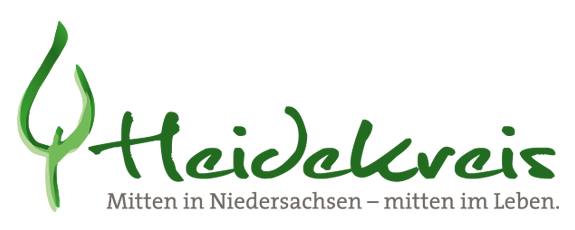 Heidekreis
Mitten in Niedersachsen – mitten im Leben.